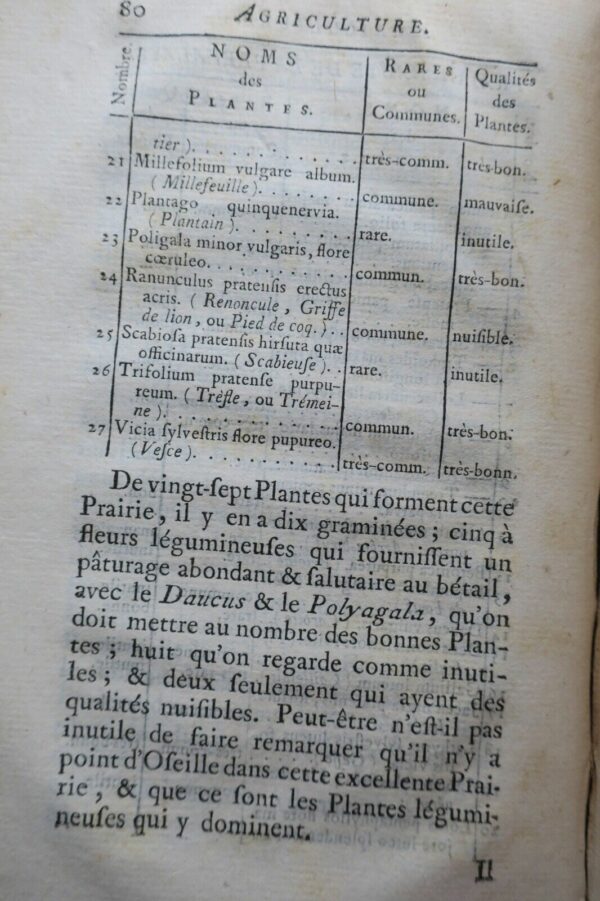 80 AGRICULTURE.
Nombre.
NOMS
des
PLANTES.
RARES
ou
Communes.
Qualités
des
Plantes.
tier). . . . . . . . . . . . très-comm. très-bon.
21 Millefolium vulgare album.
(Millefeuille). . . . . . . . commune. mauvaise.
22 Plantago quinquenervia.
(Plantain). . . . . . . . . rare. inutile.
23 Poligala minor vulgaris, flore
cœruleo. . . . . . . . . . commun. très-bon.
24 Ranunculus pratensis erectus
acris. (Renoncule, Griffe
de lion, ou Pied de coq.). . commune. nuisible.
25 Scabiosa pratensis hirsuta quæ
officinarum. (Scabieuse). . rare. inutile.
26 Trifolium pratense purpu-
reum. (Trèfle, ou Trémei-
ne). . . . . . . . . . . . commun. très-bon.
27 Vicia sylvestris flore pupureo.
(Vesce). . . . . . . . . . très-comm. très-bonn.
De vingt-sept Plantes qui forment cette
Prairie, il y en a dix graminées ; cinq à
fleurs légumineuses qui fournissent un
pâturage abondant & salutaire au bétail,
avec le Daucus & le Polyagala, qu'on
doit mettre au nombre des bonnes Plan-
tes ; huit qu'on regarde comme inuti-
les ; & deux seulement qui ayent des
qualités nuisibles. Peut-être n'est-il pas
inutile de faire remarquer qu'il n'y a
point d'Oseille dans cette excellente Prai-
rie, & que ce sont les Plantes légumi-
neuses qui y dominent.
Il